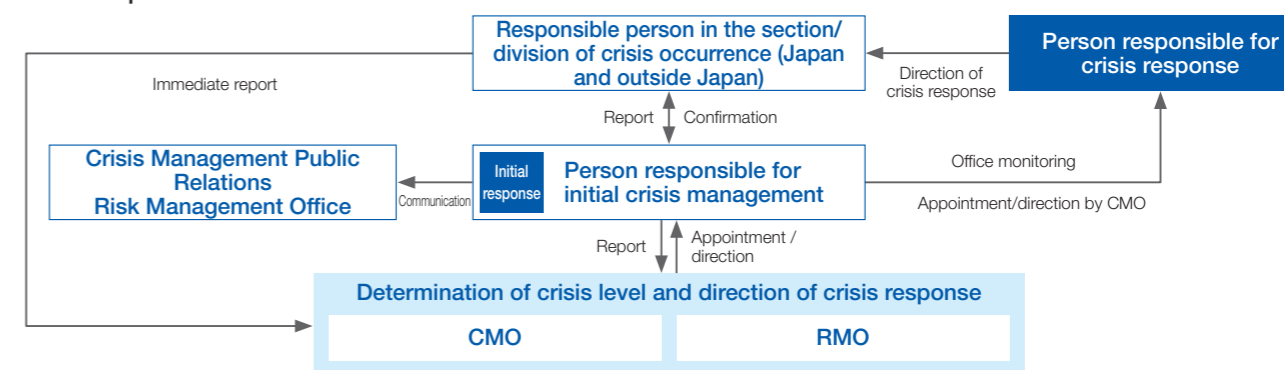 Responsible person in the section/
division of crisis occurrence (Japan
and outside Japan)
Person responsible for
crisis response
Immediate report
Direction of
crisis response
Report
Confirmation
Crisis Management Public
Relations
Risk Management Office
Communication
Initial
response
Person responsible for
initial crisis management
Office monitoring
Appointment/direction by CMO
Report
Appointment /
direction
Determination of crisis level and direction of crisis response
CMO
RMO